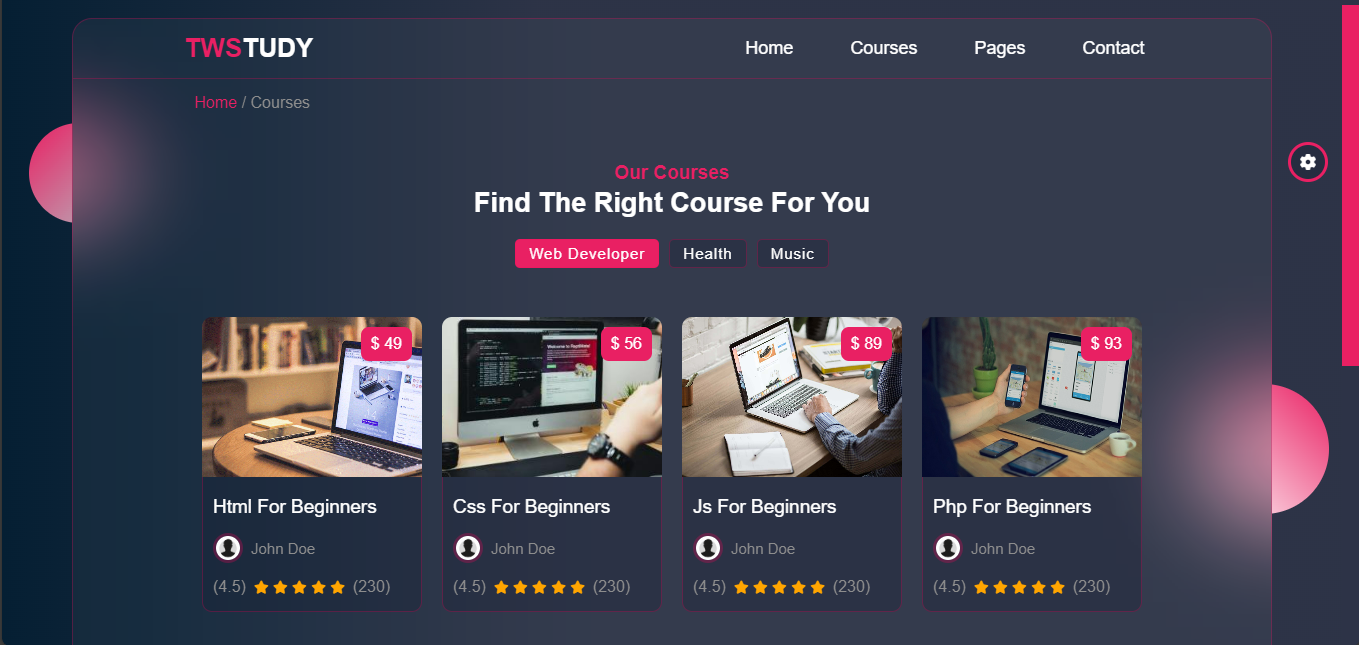 TWSTUDY
Home Courses Pages Contact
Home / Courses
Our Courses
Find The Right Course For You
Web Developer Health Music
$ 49
$ 56
$ 89
$ 93
Html For Beginners
John Doe
(4.5) (230)
Css For Beginners
John Doe
(4.5) (230)
Js For Beginners
John Doe
(4.5) (230)
Php For Beginners
John Doe
(4.5) (230)